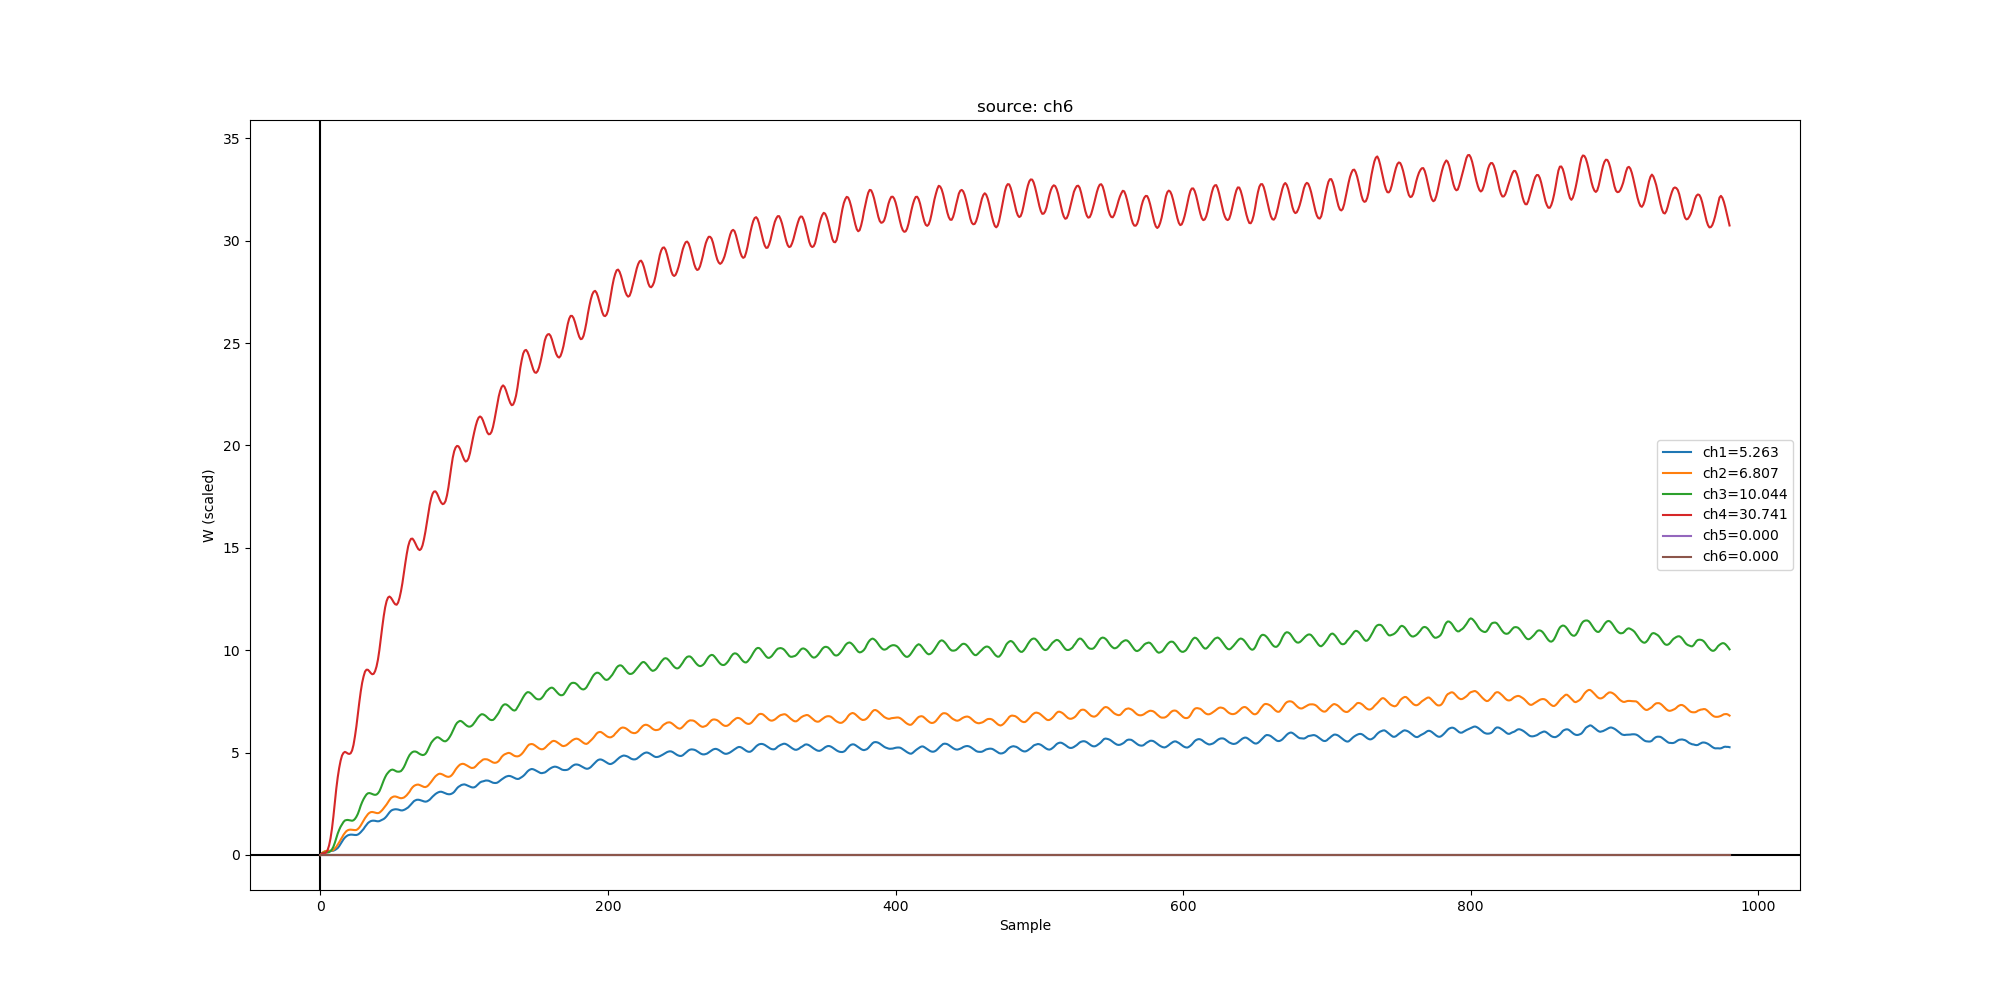 source: ch6
35
30
25
20
15
10
5
0
W (scaled)
ch1=5.263
ch2=6.807
ch3=10.044
ch4=30.741
ch5=0.000
ch6=0.000
0 200 400 600 800 1000
Sample